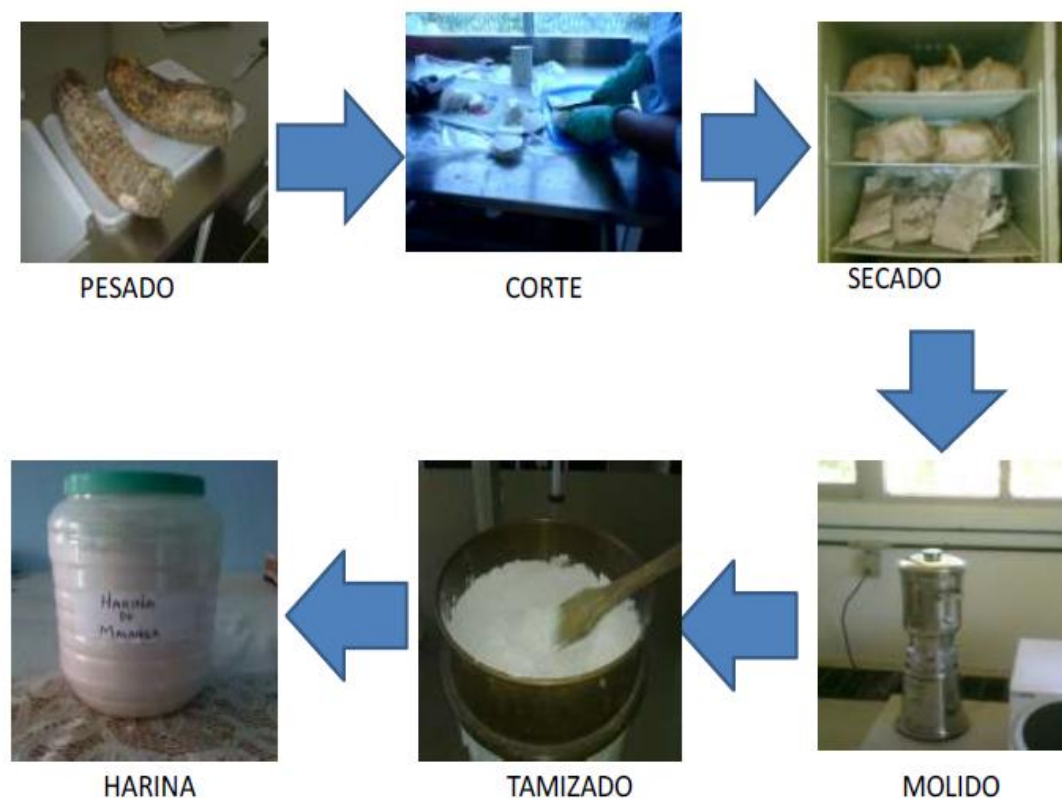 PESADO
CORTE
SECADO
MOLIDO
TAMIZADO
HARINA
HARINA
DE
MALANGA